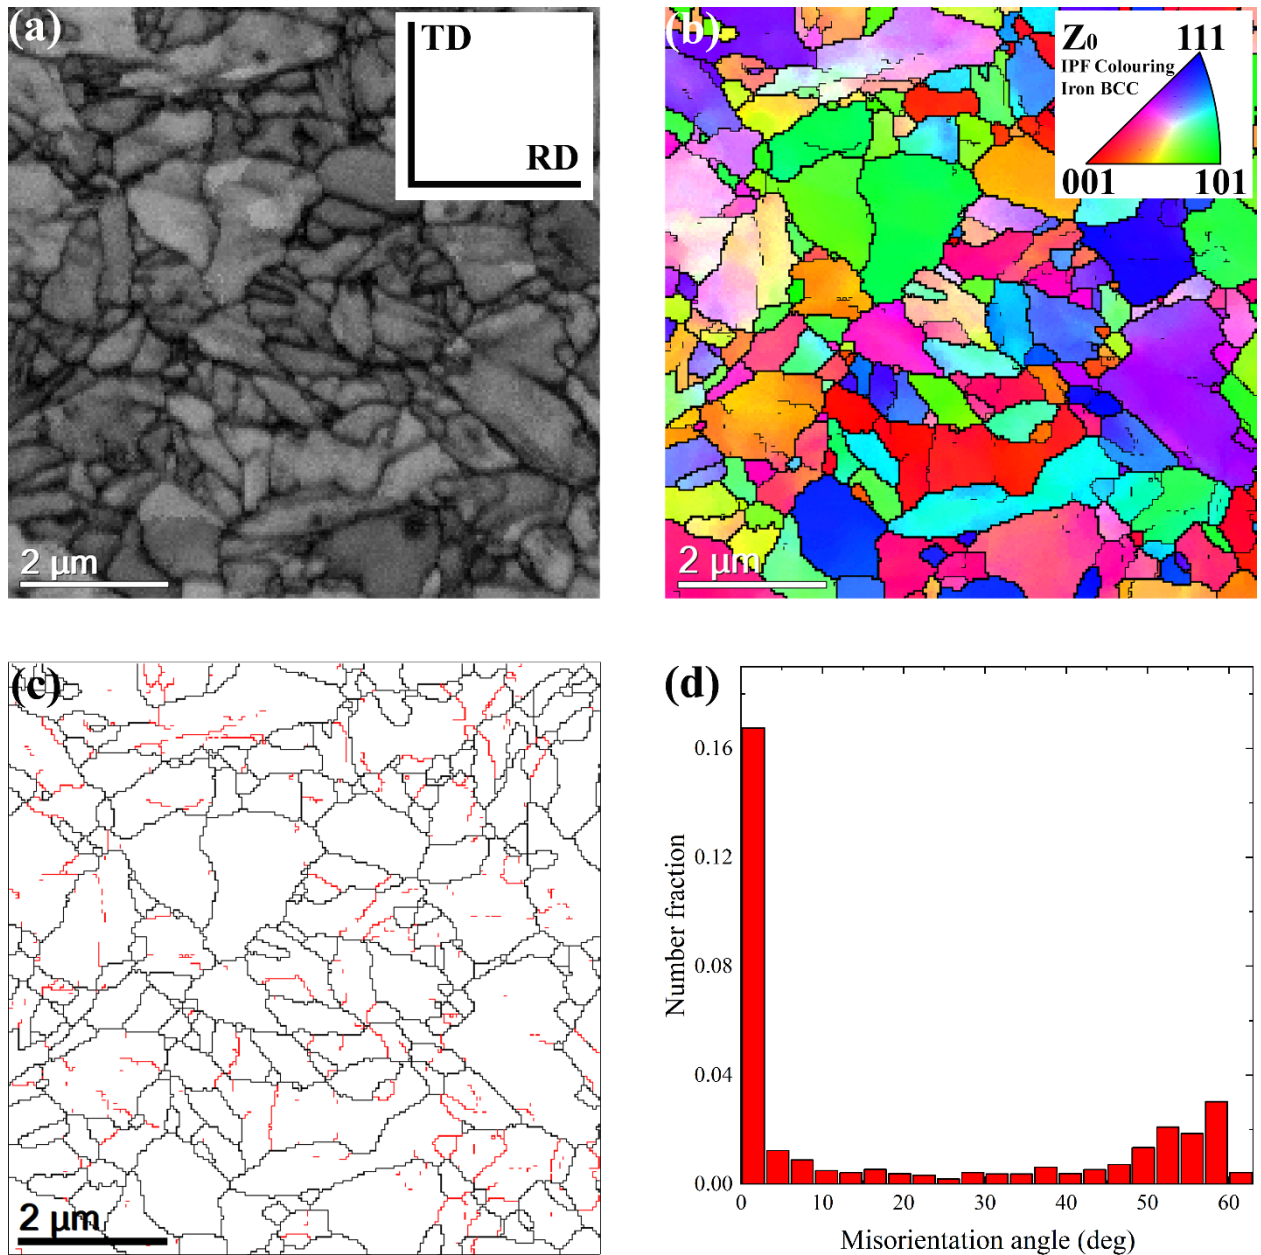 (a)
TD
RD
2 μm
(b)
Z0 111
IPF Colouring
Iron BCC
001 101
2 μm
(c)
2 μm
(d)
0.16
0.12
0.08
0.04
0.00
Number fraction
0 10 20 30 40 50 60
Misorientation angle (deg)